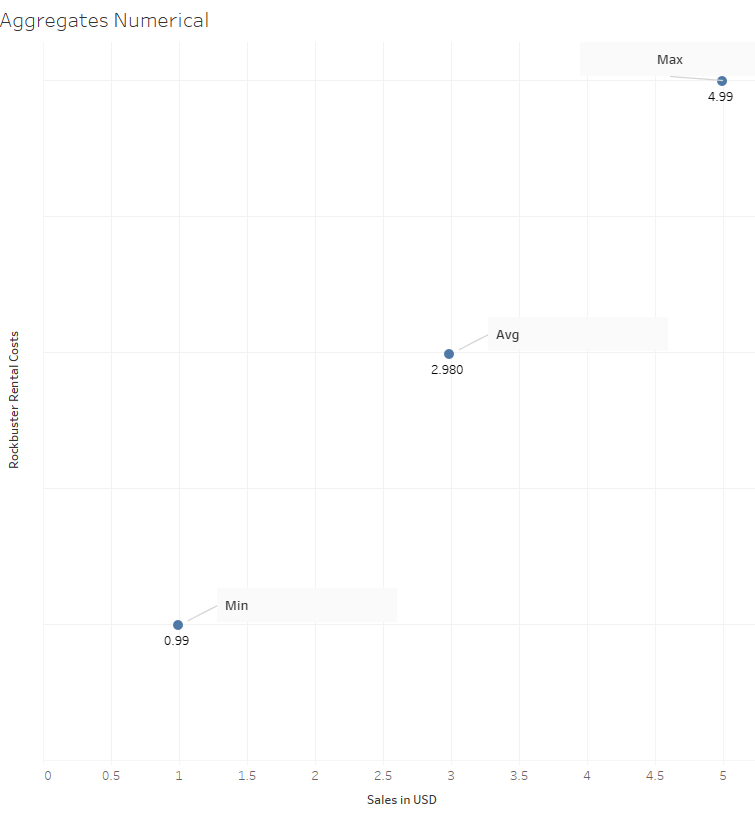 Aggregates Numerical
Max
4.99
Rockbuster Rental Costs
Avg
2.980
Min
0.99
0 0.5 1 1.5 2 2.5 3 3.5 4 4.5 5
Sales in USD